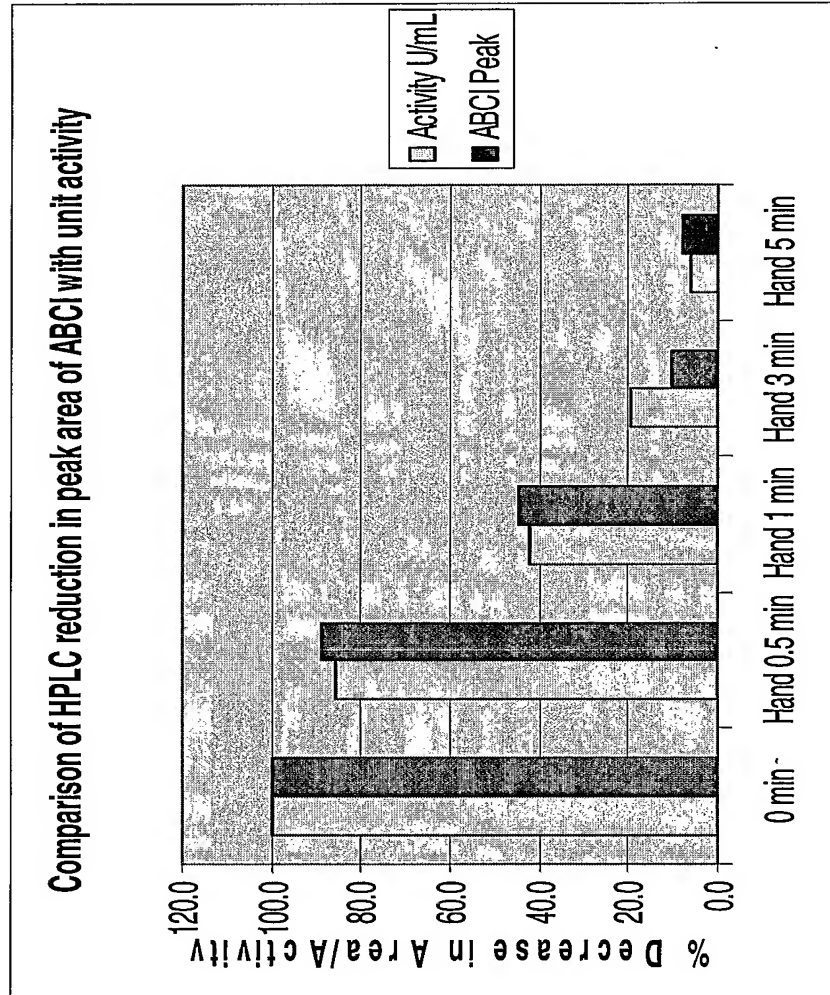 Comparison of HPLC reduction in peak area of ABCI with unit activity
% Decrease in Area/Activity
120.0
100.0
80.0
60.0
40.0
20.0
0.0
0 min
Hand 0.5 min
Hand 1 min
Hand 3 min
Hand 5 min
Activity U/mL
ABCI Peak